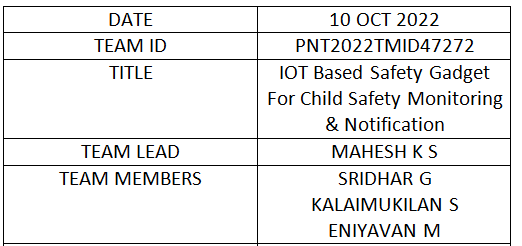 DATE 10 OCT 2022
TEAM ID PNT2022TMID47272
TITLE IOT Based Safety Gadget
For Child Safety Monitoring
& Notification
TEAM LEAD MAHESH K S
TEAM MEMBERS SRIDHAR G
KALAIMUKILAN S
ENIYAVAN M